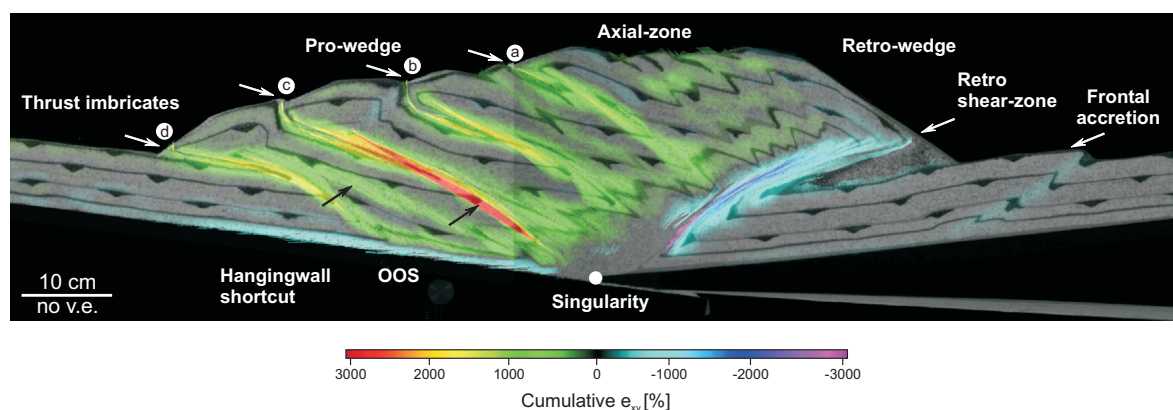 Axial-zone
Pro-wedge
Retro-wedge
a
b
Retro
shear-zone
c
Thrust imbricates
Frontal
accretion
d
Hangingwall
shortcut
OOS
Singularity
10 cm
no v.e.
3000 2000 1000 0 -1000 -2000 -3000
Cumulative e_xy [%]